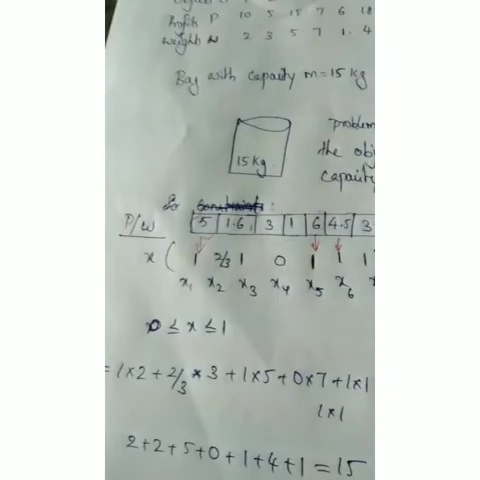 Profits P 10 5 15 7 6 18
weight w 2 3 5 7 1 4
Bag with capacity m=15 kg
problem
15 kg
the obj
capacity
P/w 5 1.6 3 1 6 4.5 3
x ( 1 2/3 1 0 1 1 1
x1 x2 x3 x4 x5 x6
0 ≤ x ≤ 1
= 1×2 + 2/3 * 3 + 1×5 + 0×7 + 1×1
1×1
2+2+5+0+1+4+1 = 15